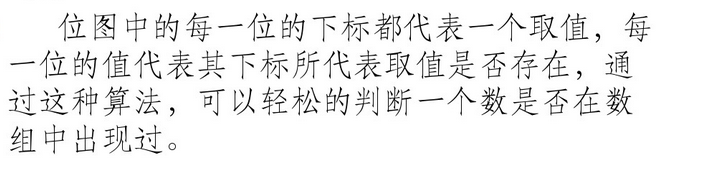 位图中的每一位的下标都代表一个取值，每
一位的值代表其下标所代表取值是否存在，通
过这种算法，可以轻松的判断一个数是否在数
组中出现过。